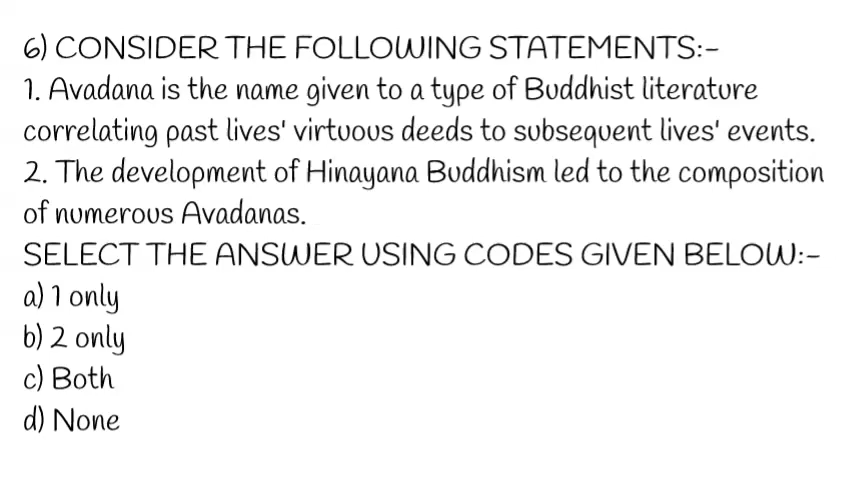 6) CONSIDER THE FOLLOWING STATEMENTS:-
1. Avadana is the name given to a type of Buddhist literature
correlating past lives' virtuous deeds to subsequent lives' events.
2. The development of Hinayana Buddhism led to the composition
of numerous Avadanas.
SELECT THE ANSWER USING CODES GIVEN BELOW:-
a) 1 only
b) 2 only
c) Both
d) None